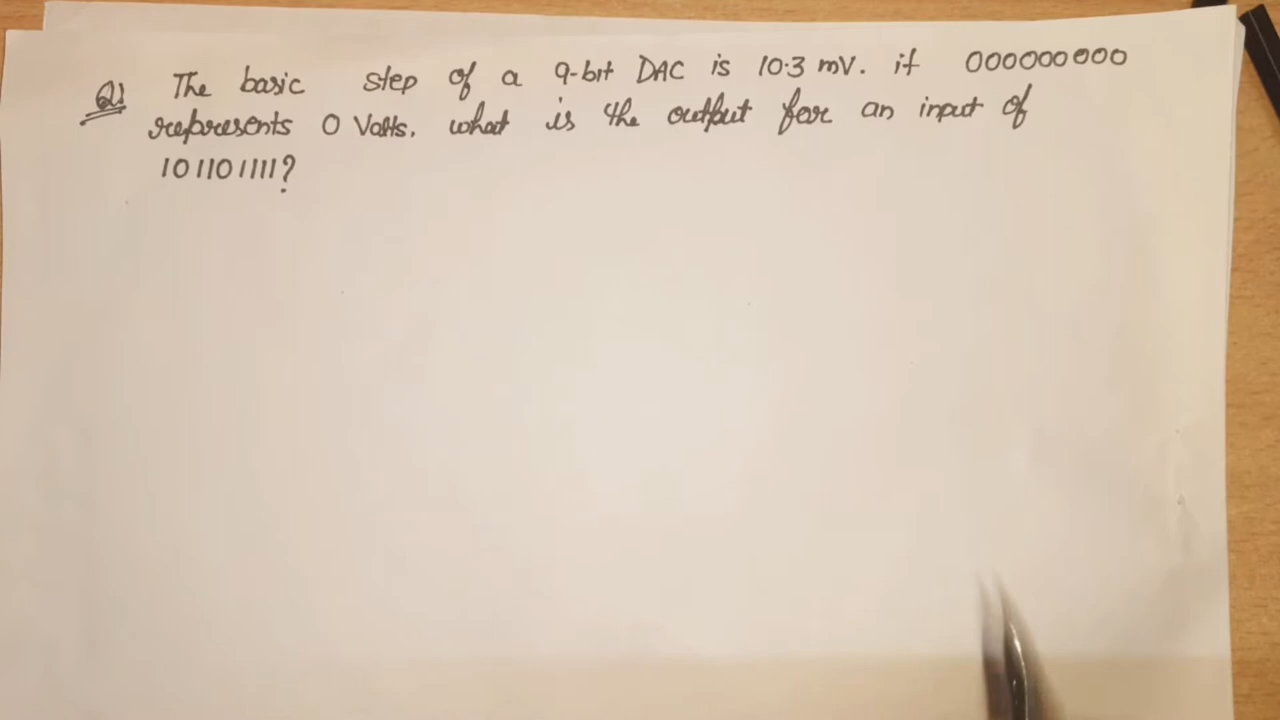 Q1 The basic step of a 9-bit DAC is 10.3 mV. if 000000000
represents 0 Volts. what is the output for an input of
101101111?